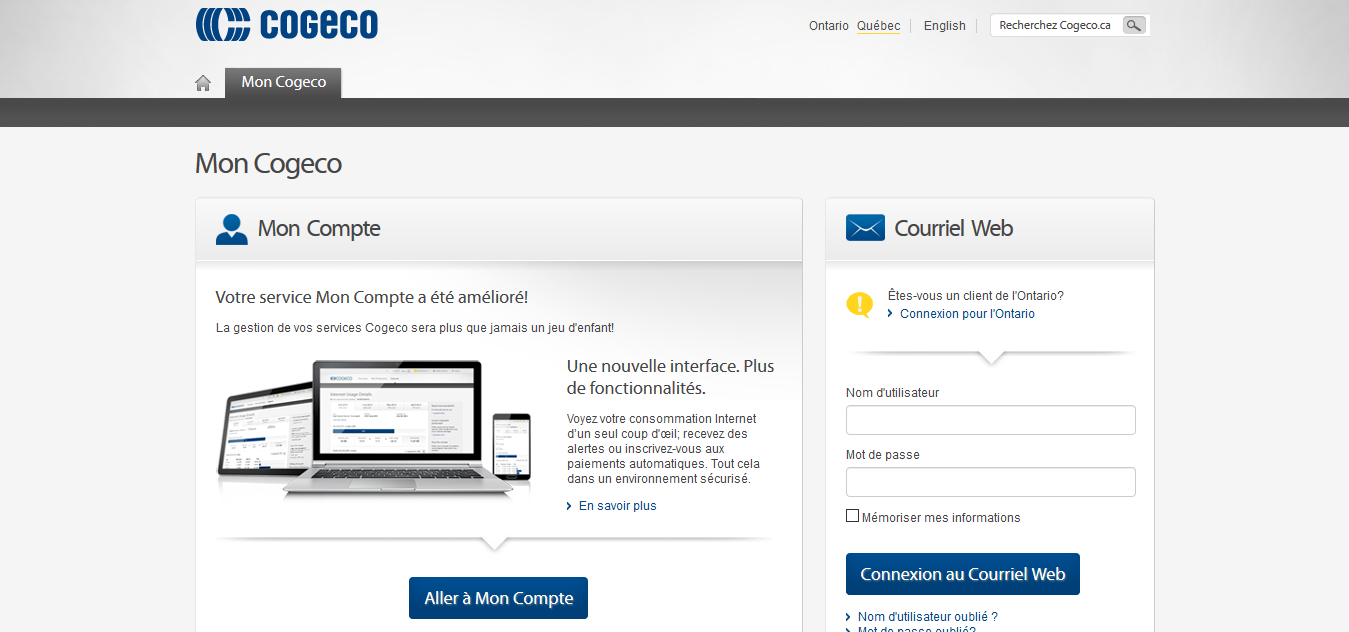 COGECO
Ontario Québec English Recherchez Cogeco.ca
Mon Cogeco
Mon Cogeco
Mon Compte
Votre service Mon Compte a été amélioré!
La gestion de vos services Cogeco sera plus que jamais un jeu d'enfant!
COGECO
Internet Usage Details
Une nouvelle interface. Plus
de fonctionnalités.
Voyez votre consommation Internet
d'un seul coup d'œil; recevez des
alertes ou inscrivez-vous aux
paiements automatiques. Tout cela
dans un environnement sécurisé.
En savoir plus
Aller à Mon Compte
Courriel Web
Êtes-vous un client de l'Ontario?
Connexion pour l'Ontario
Nom d'utilisateur
Mot de passe
Mémoriser mes informations
Connexion au Courriel Web
Nom d'utilisateur oublié ?
Mot de passe oublié?